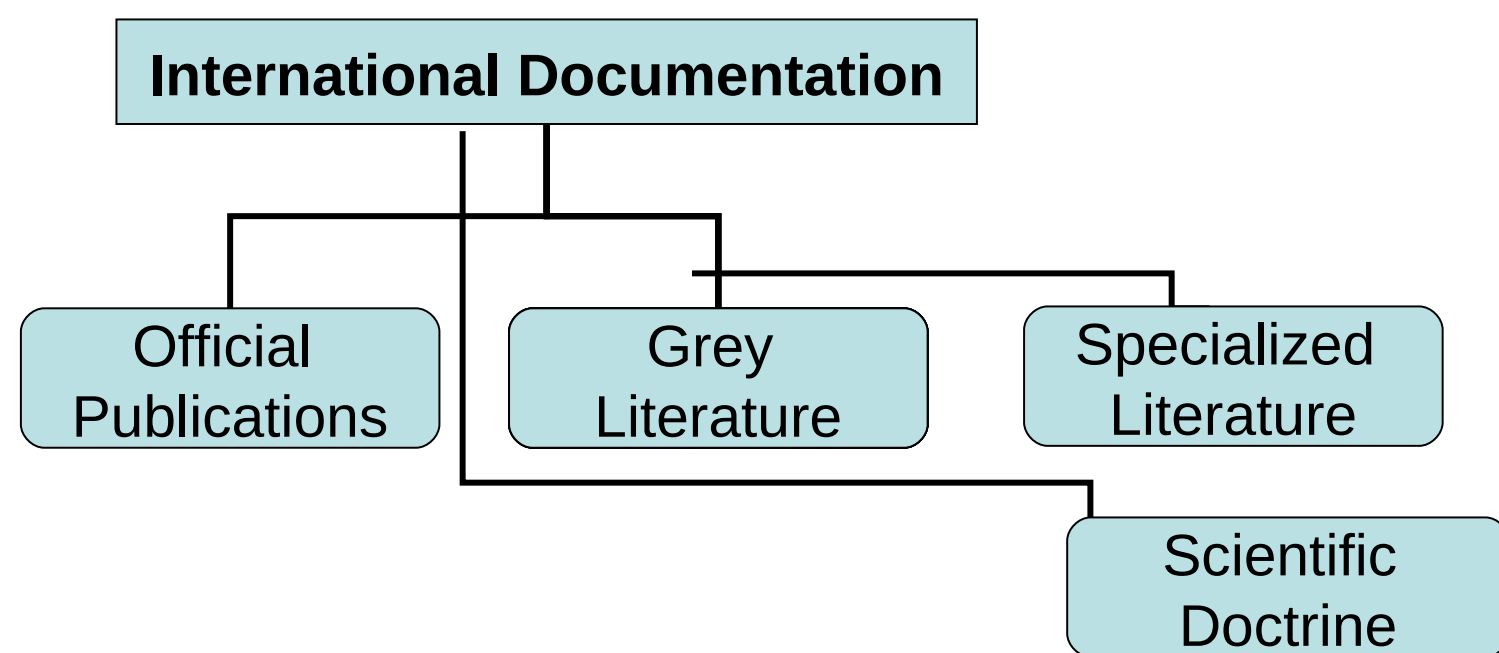 International Documentation
Official
Publications
Grey
Literature
Specialized
Literature
Scientific
Doctrine